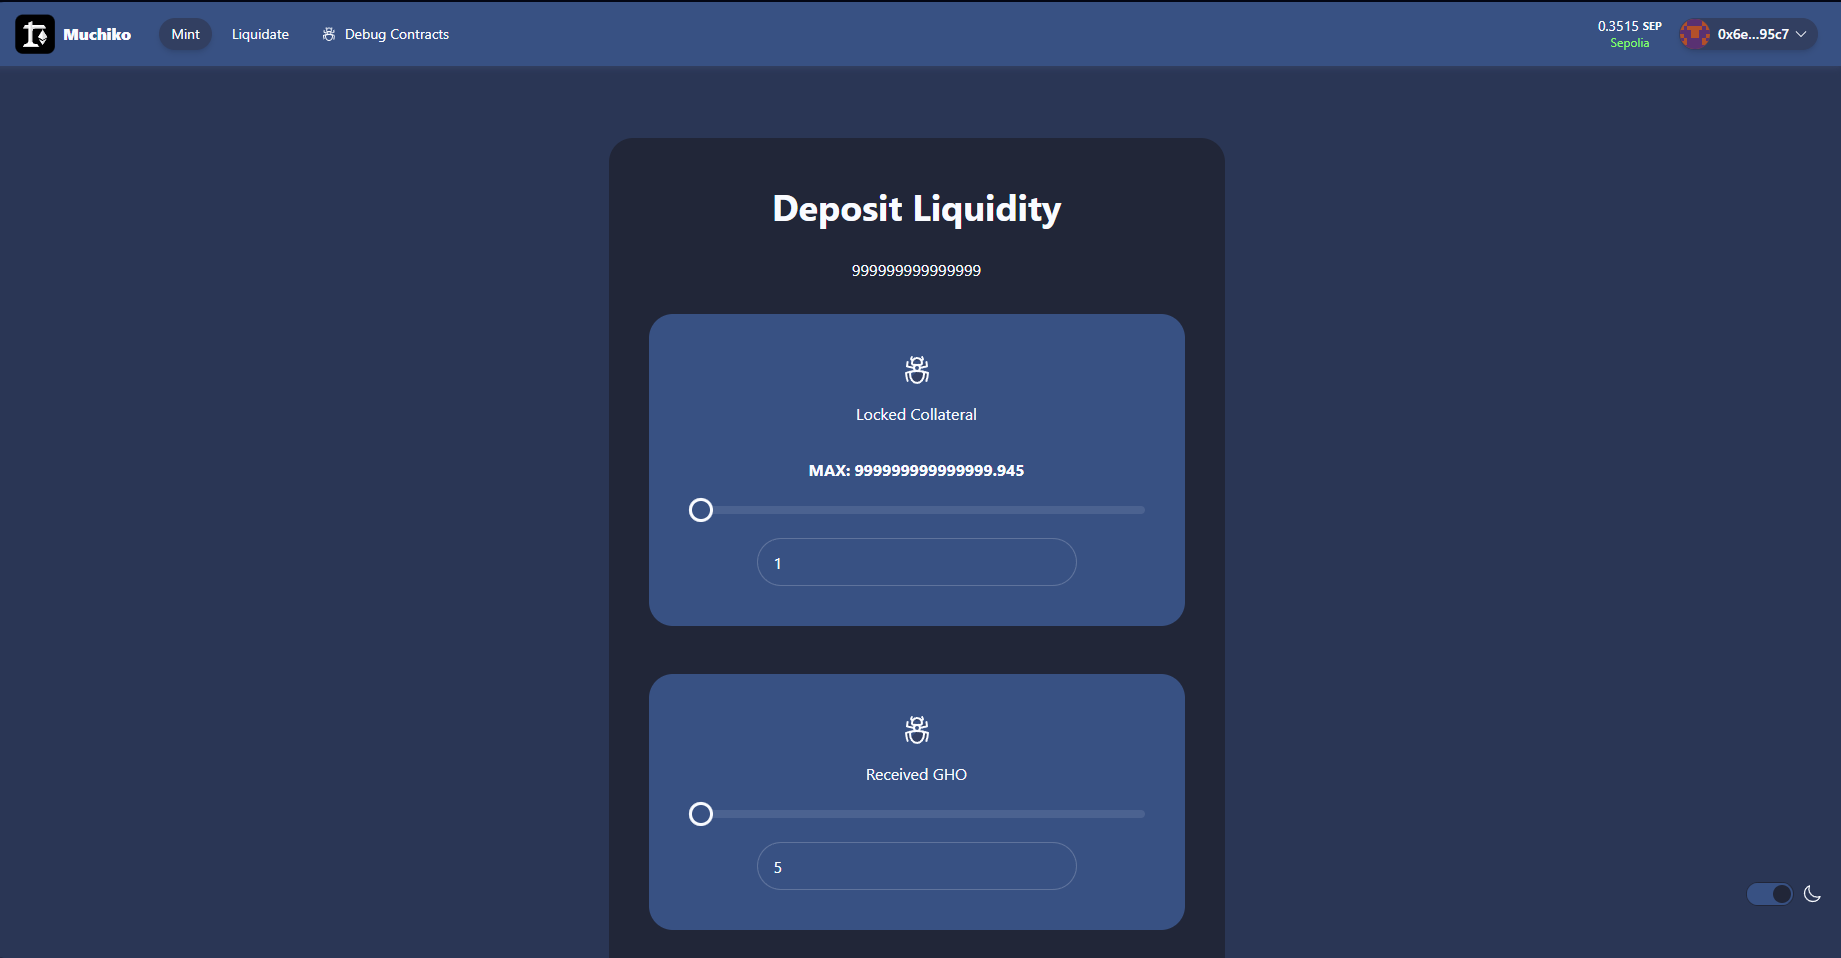 Muchiko
Mint
Liquidate
Debug Contracts
0.3515 SEP
Sepolia
0x6e...95c7
Deposit Liquidity
999999999999999
Locked Collateral
MAX: 999999999999999.945
1
Received GHO
5